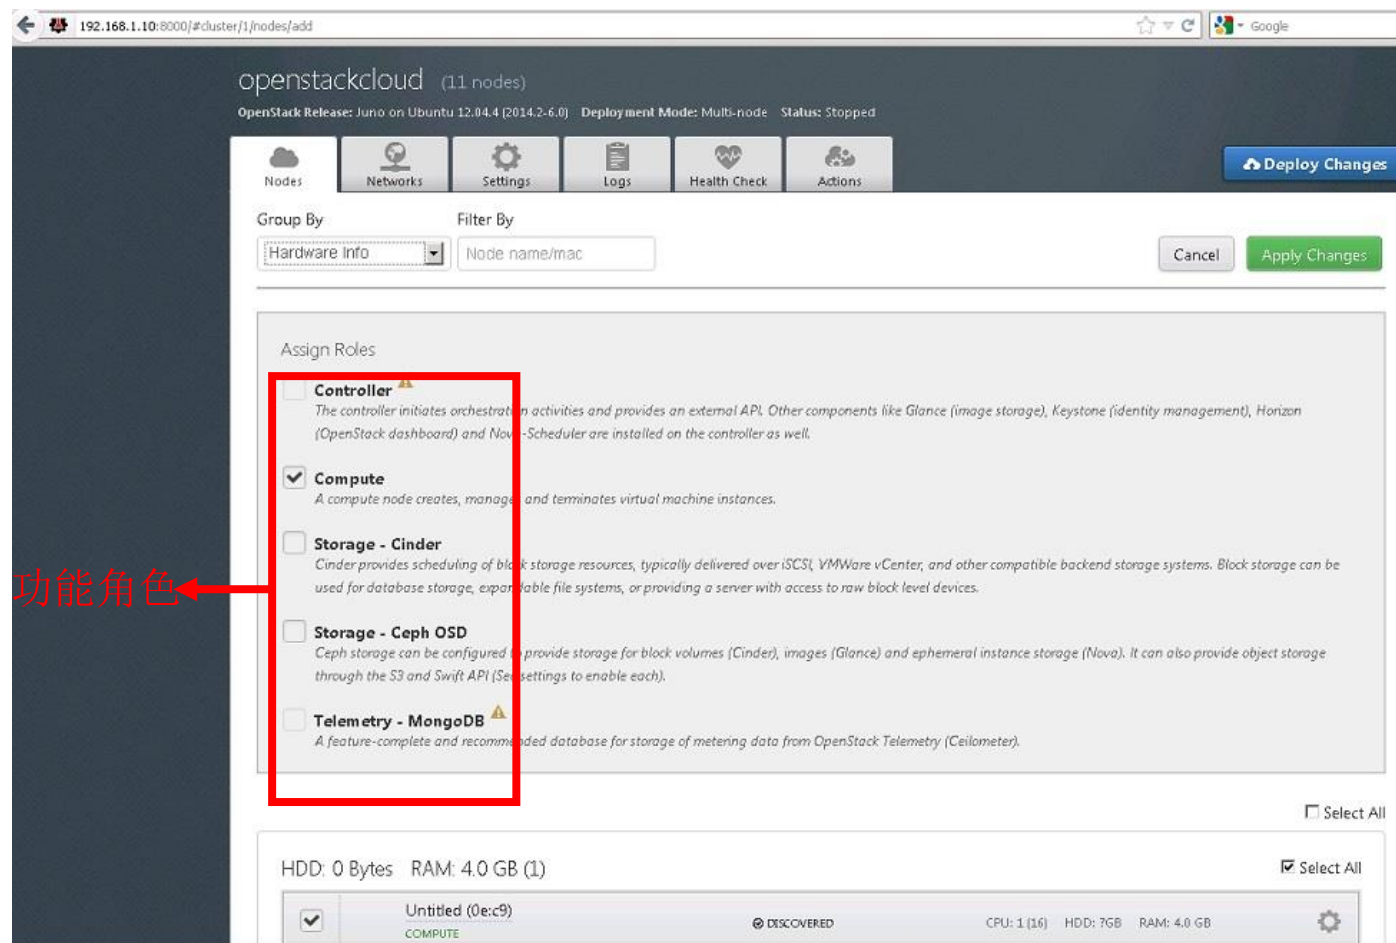 192.168.1.10:8000/#cluster/1/nodes/add
Google
openstackcloud (11 nodes)
OpenStack Release: Juno on Ubuntu 12.04.4 (2014.2-6.0) Deployment Mode: Multi-node Status: Stopped
Nodes Networks Settings Logs Health Check Actions
Deploy Changes
Group By Filter By
Hardware Info Node name/mac Cancel Apply Changes
Assign Roles
Controller
The controller initiates orchestration activities and provides an external API. Other components like Glance (image storage), Keystone (identity management), Horizon
(OpenStack dashboard) and Nova-Scheduler are installed on the controller as well.
Compute
A compute node creates, manages and terminates virtual machine instances.
Storage - Cinder
Cinder provides scheduling of block storage resources, typically delivered over iSCSI, VMWare vCenter, and other compatible backend storage systems. Block storage can be
used for database storage, expandable file systems, or providing a server with access to raw block level devices.
功能角色
Storage - Ceph OSD
Ceph storage can be configured to provide storage for block volumes (Cinder), images (Glance) and ephemeral instance storage (Nova). It can also provide object storage
through the S3 and Swift API (See settings to enable each).
Telemetry - MongoDB
A feature-complete and recommended database for storage of metering data from OpenStack Telemetry (Ceilometer).
Select All
HDD: 0 Bytes RAM: 4.0 GB (1) Select All
Untitled (0e:c9)
DISCOVERED CPU: 1 (16) HDD: ?GB RAM: 4.0 GB
COMPUTE